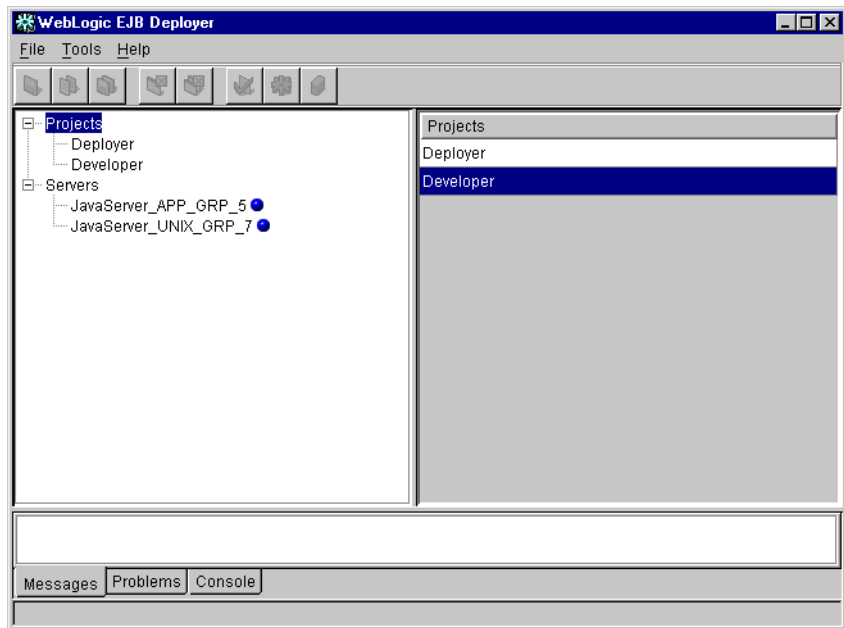 WebLogic EJB Deployer
File Tools Help
Projects
Deployer
Developer
Servers
JavaServer_APP_GRP_5
JavaServer_UNIX_GRP_7
Projects
Deployer
Developer
Messages Problems Console